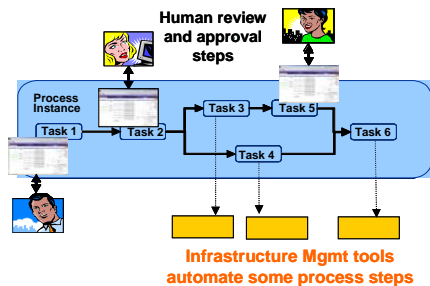 Human review
and approval
steps
Process
Instance
Task 1
Task 2
Task 3
Task 5
Task 4
Task 6
Infrastructure Mgmt tools
automate some process steps